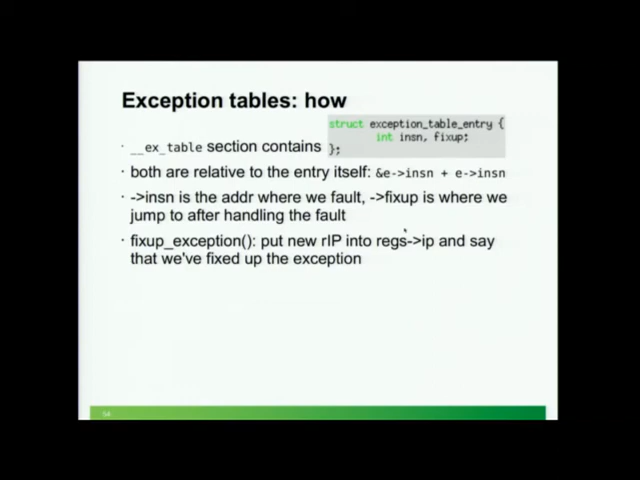 Exception tables: how
struct exception_table_entry {
int insn, fixup;
};
· __ex_table section contains
· both are relative to the entry itself: &e->insn + e->insn
· ->insn is the addr where we fault, ->fixup is where we
jump to after handling the fault
· fixup_exception(): put new rIP into regs->ip and say
that we've fixed up the exception
54